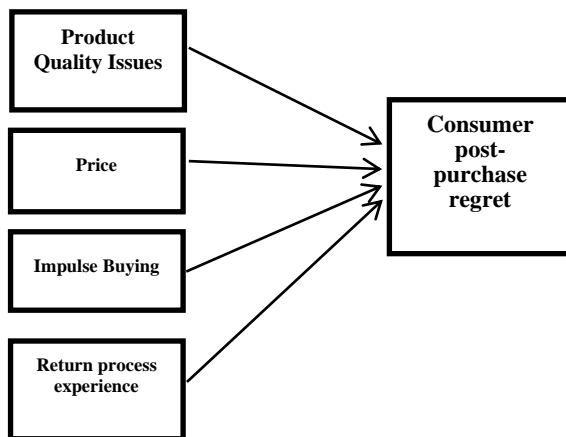 Product
Quality Issues
Price
Impulse Buying
Return process
experience
Consumer
post-
purchase
regret